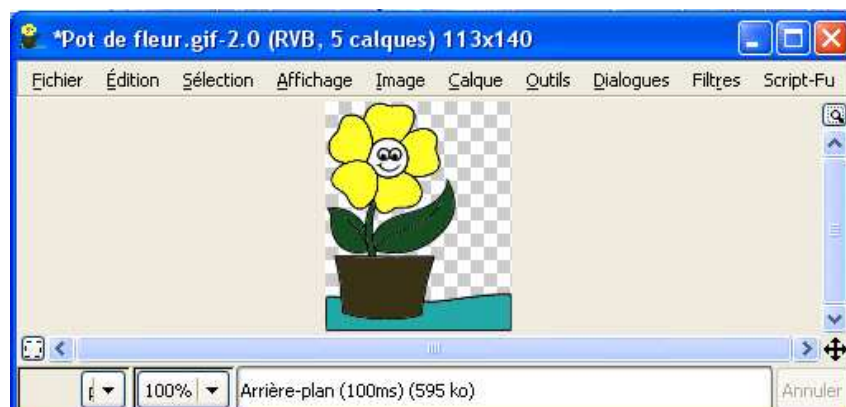 *Pot de fleur.gif-2.0 (RVB, 5 calques) 113x140
Fichier Édition Sélection Affichage Image Calque Outils Dialogues Filtres Script-Fu
100% Arrière-plan (100ms) (595 ko) Annuler